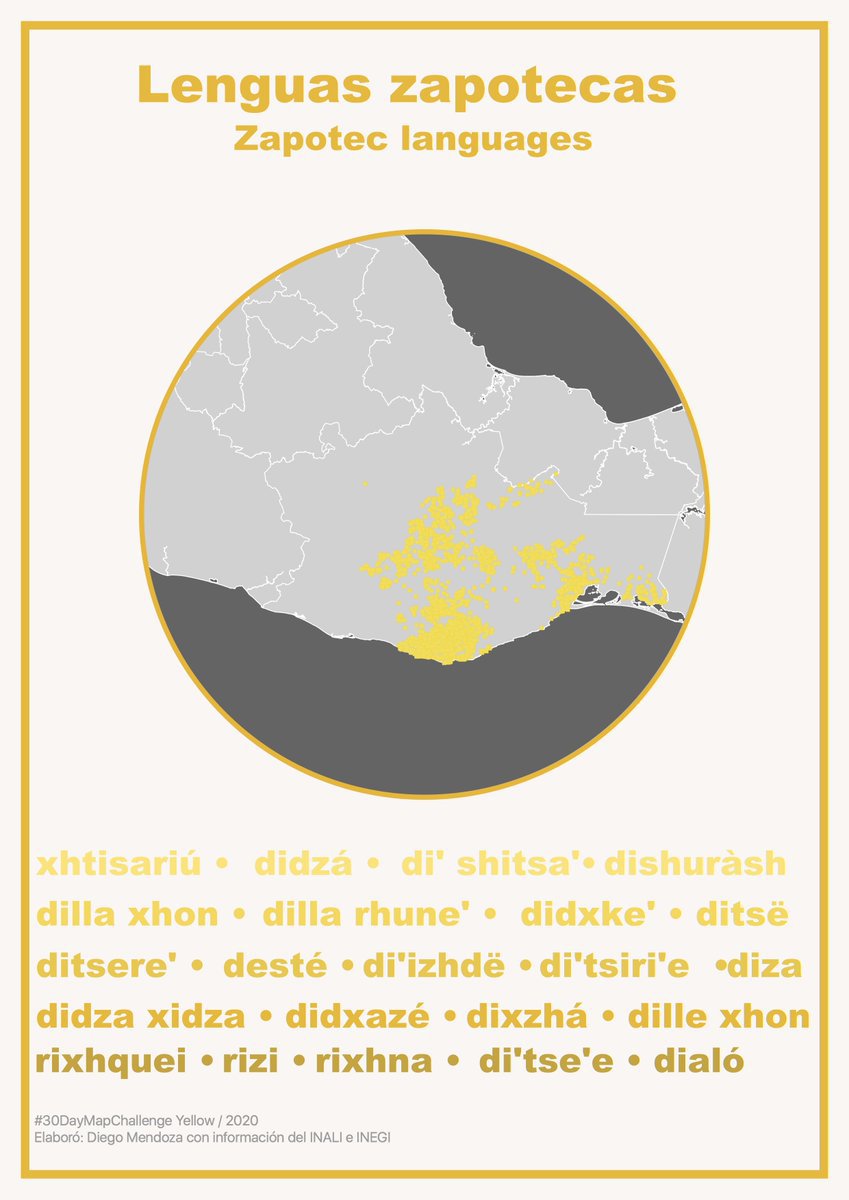 Lenguas zapotecas
Zapotec languages
xhtisariú • didzá • di' shitsa'• dishuràsh
dilla xhon • dilla rhune' • didxke' • ditsë
ditsere' • desté • di'izhdë • di'tsiri'e •diza
didza xidza • didxazé • dixzhá • dille xhon
rixhquei • rizi • rixhna • di'tse'e • dialó
#30DayMapChallenge Yellow / 2020
Elaboró: Diego Mendoza con información del INALI e INEGI